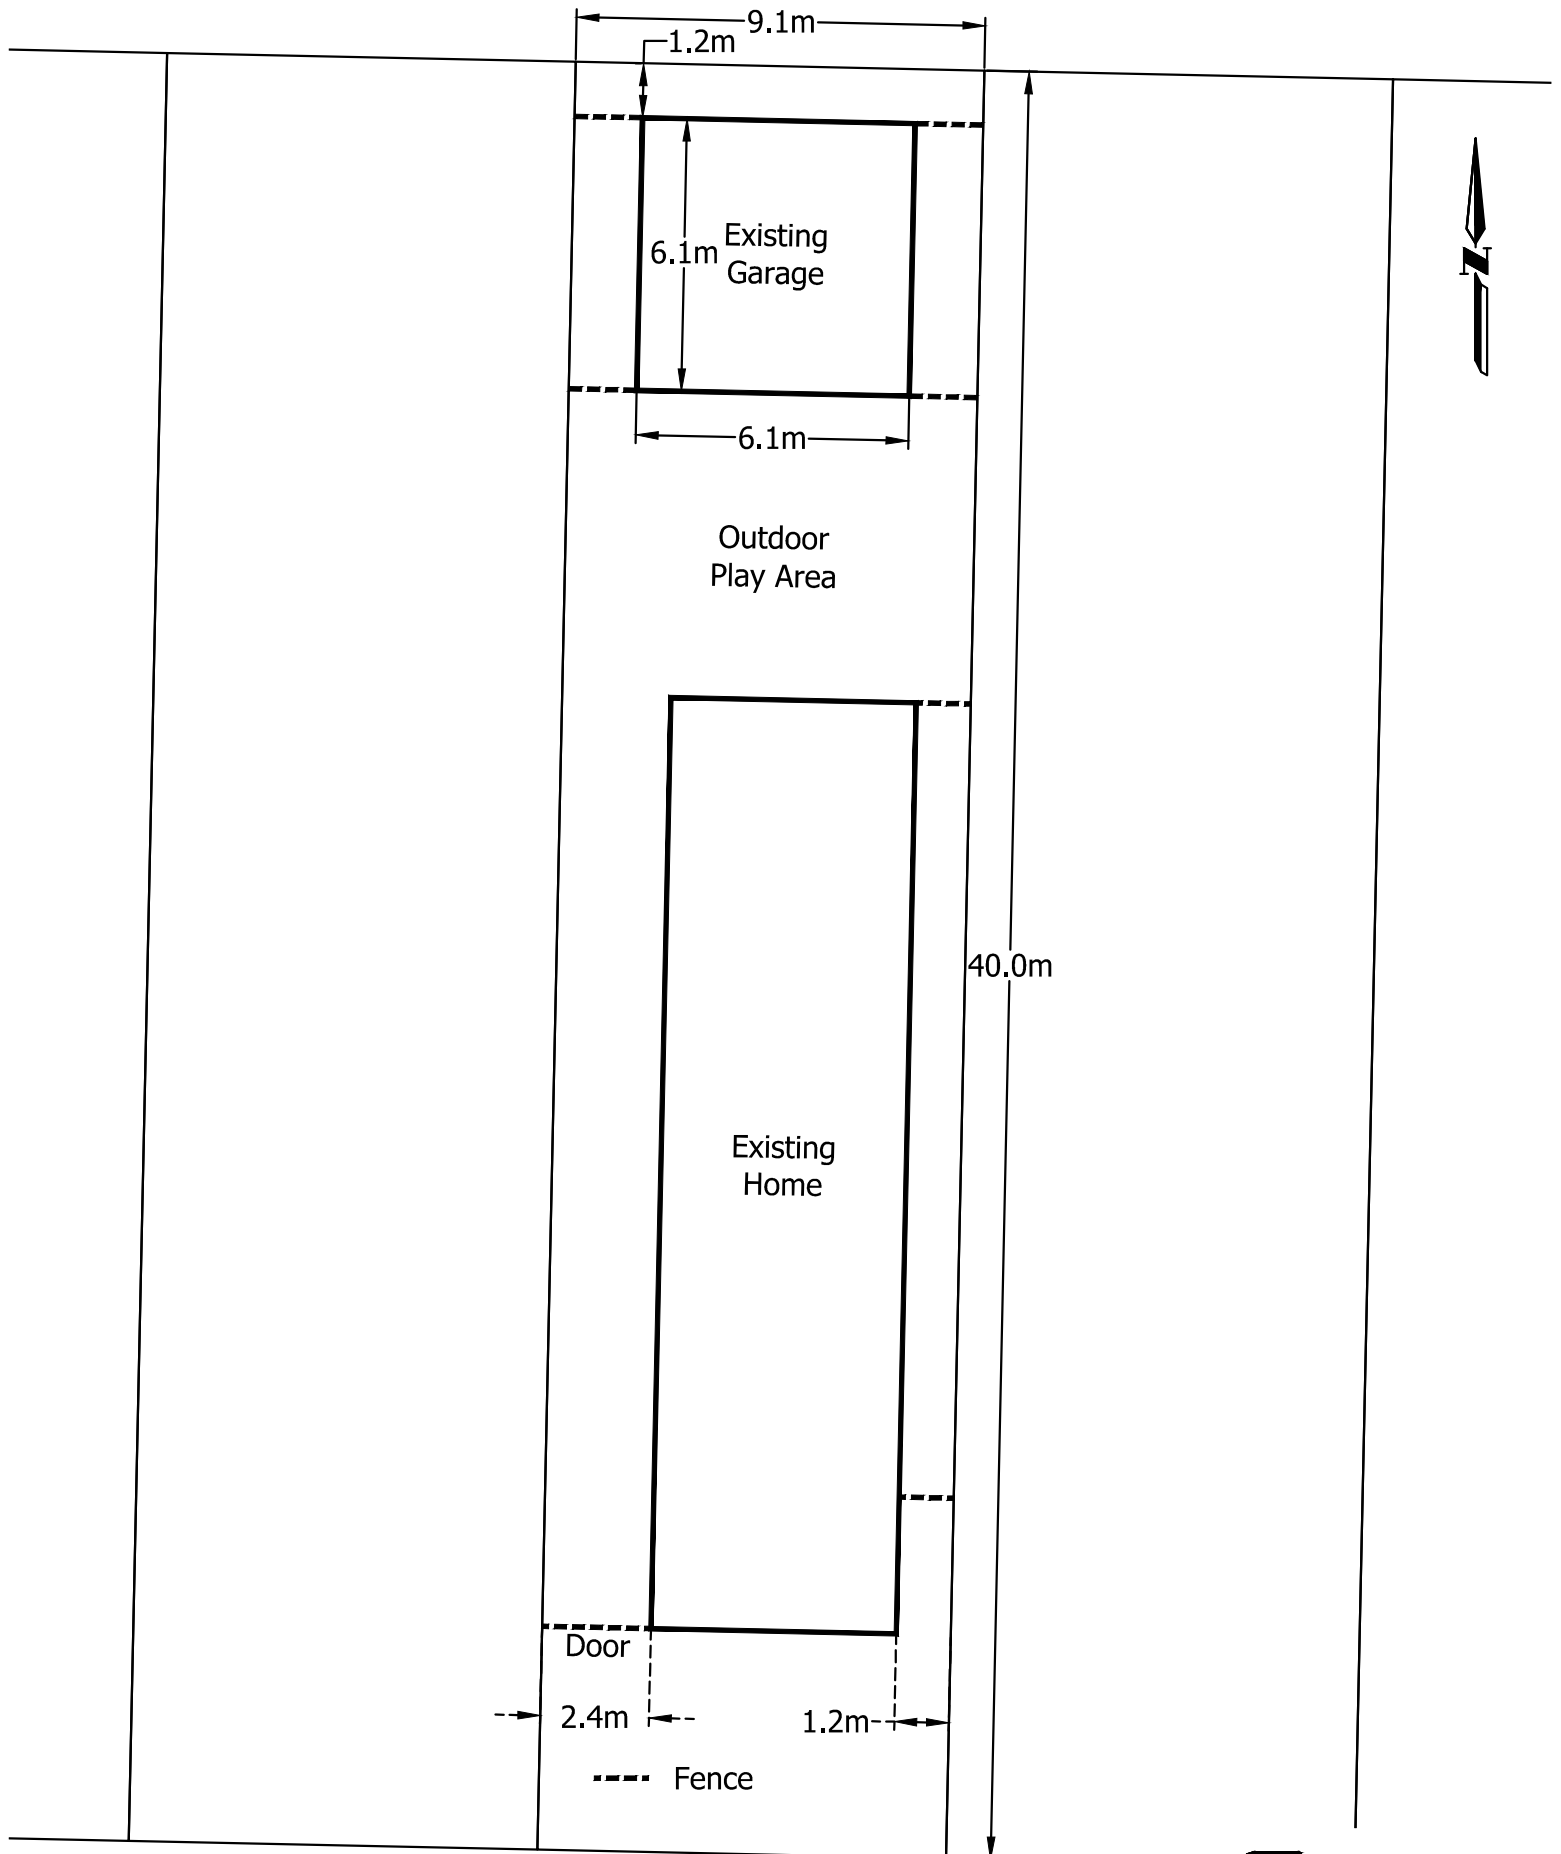 9.1m
1.2m
N
Existing
Garage
6.1m
6.1m
Outdoor
Play Area
40.0m
Existing
Home
Door
2.4m
1.2m
Fence